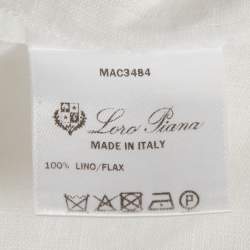 MAC3484
Loro Piana
MADE IN ITALY
100% LINO/FLAX
P